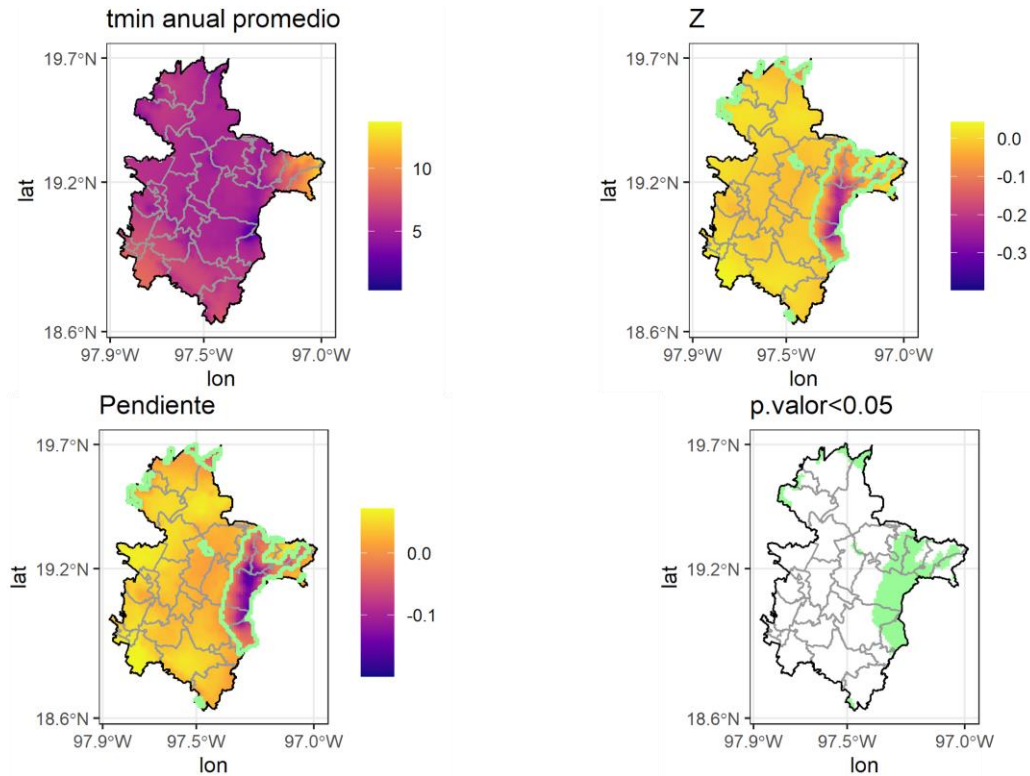 tmin anual promedio
19.7°N
19.2°N
18.6°N
lat
97.9°W 97.5°W 97.0°W
lon
10
5
Z
19.7°N
19.2°N
18.6°N
lat
97.9°W 97.5°W 97.0°W
lon
0.0
-0.1
-0.2
-0.3
Pendiente
19.7°N
19.2°N
18.6°N
lat
97.9°W 97.5°W 97.0°W
lon
0.0
-0.1
p.valor<0.05
19.7°N
19.2°N
18.6°N
lat
97.9°W 97.5°W 97.0°W
lon